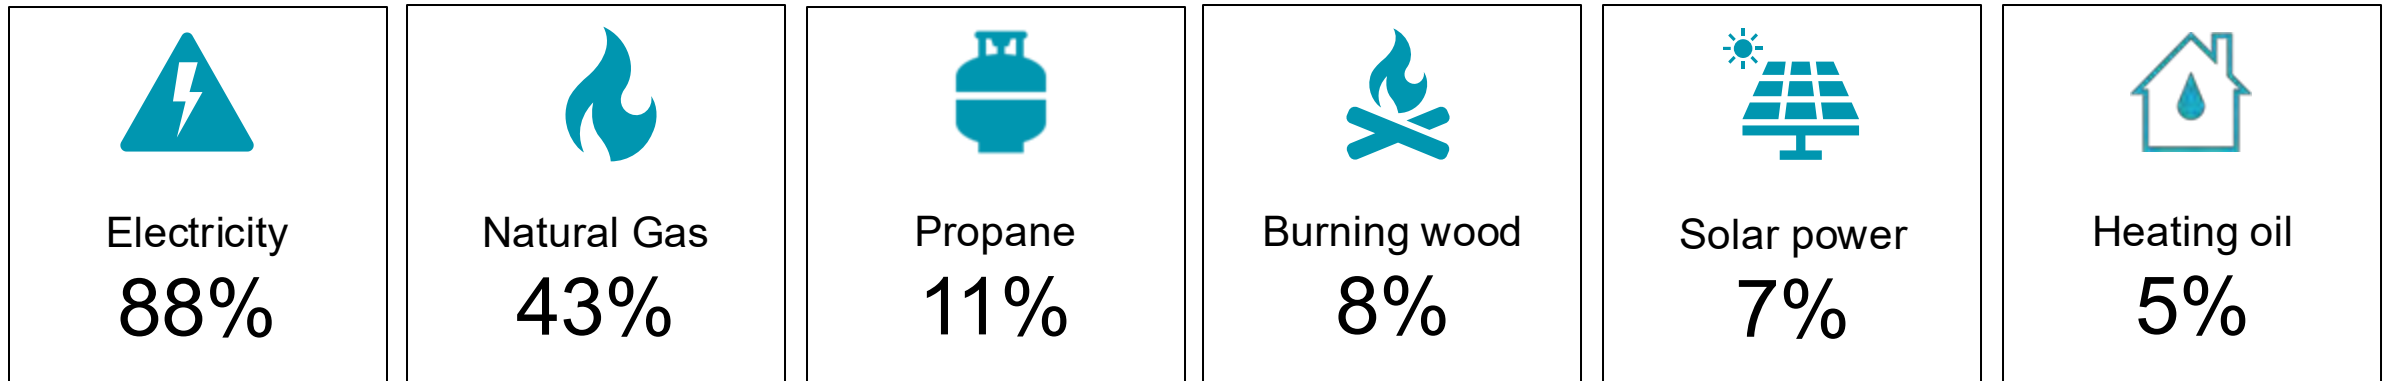 Electricity
88%
Natural Gas
43%
Propane
11%
Burning wood
8%
Solar power
7%
Heating oil
5%